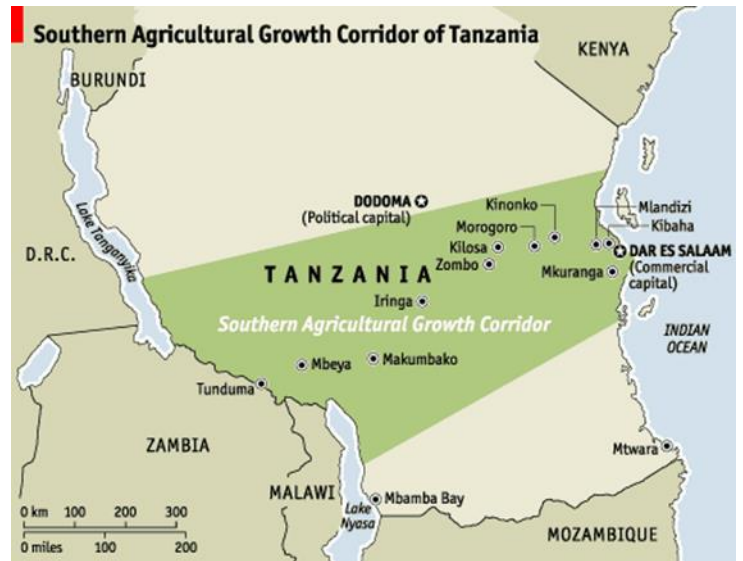 Southern Agricultural Growth Corridor of Tanzania
KENYA
BURUNDI
Lake Tanganyika
DODOMA
(Political capital)
Kinonko
Mlandizi
Morogoro
Kibaha
D.R.C.
Kilosa
DAR ES SALAAM
(Commercial
capital)
Zombo
TANZANIA
Mkuranga
Iringa
Southern Agricultural Growth Corridor
INDIAN
OCEAN
Mbeya
Makumbako
Tunduma
ZAMBIA
Mtwara
MALAWI
Mbamba Bay
Lake
Nyasa
MOZAMBIQUE
0 km 100 200 300
0 miles 100 200